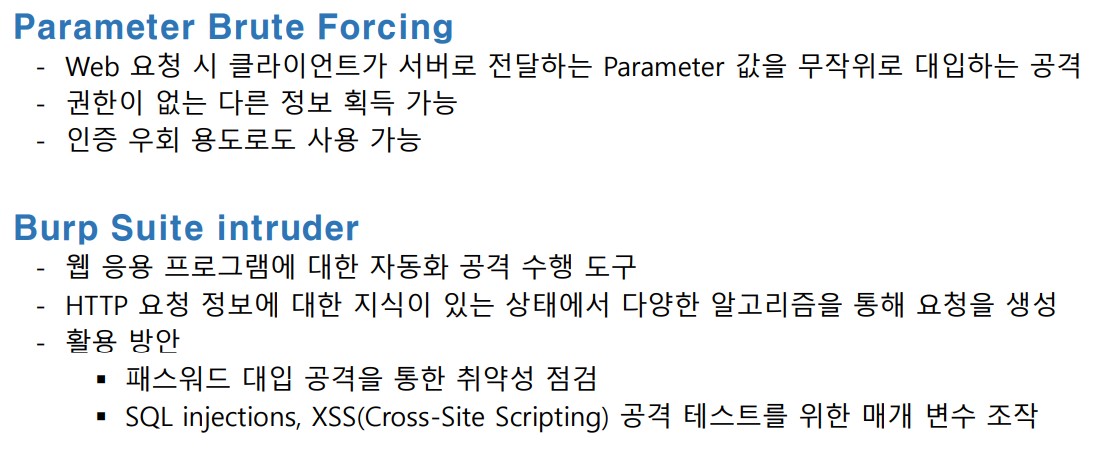 Parameter Brute Forcing
- Web 요청 시 클라이언트가 서버로 전달하는 Parameter 값을 무작위로 대입하는 공격
- 권한이 없는 다른 정보 획득 가능
- 인증 우회 용도로도 사용 가능
Burp Suite intruder
- 웹 응용 프로그램에 대한 자동화 공격 수행 도구
- HTTP 요청 정보에 대한 지식이 있는 상태에서 다양한 알고리즘을 통해 요청을 생성
- 활용 방안
▪ 패스워드 대입 공격을 통한 취약성 점검
▪ SQL injections, XSS(Cross-Site Scripting) 공격 테스트를 위한 매개 변수 조작